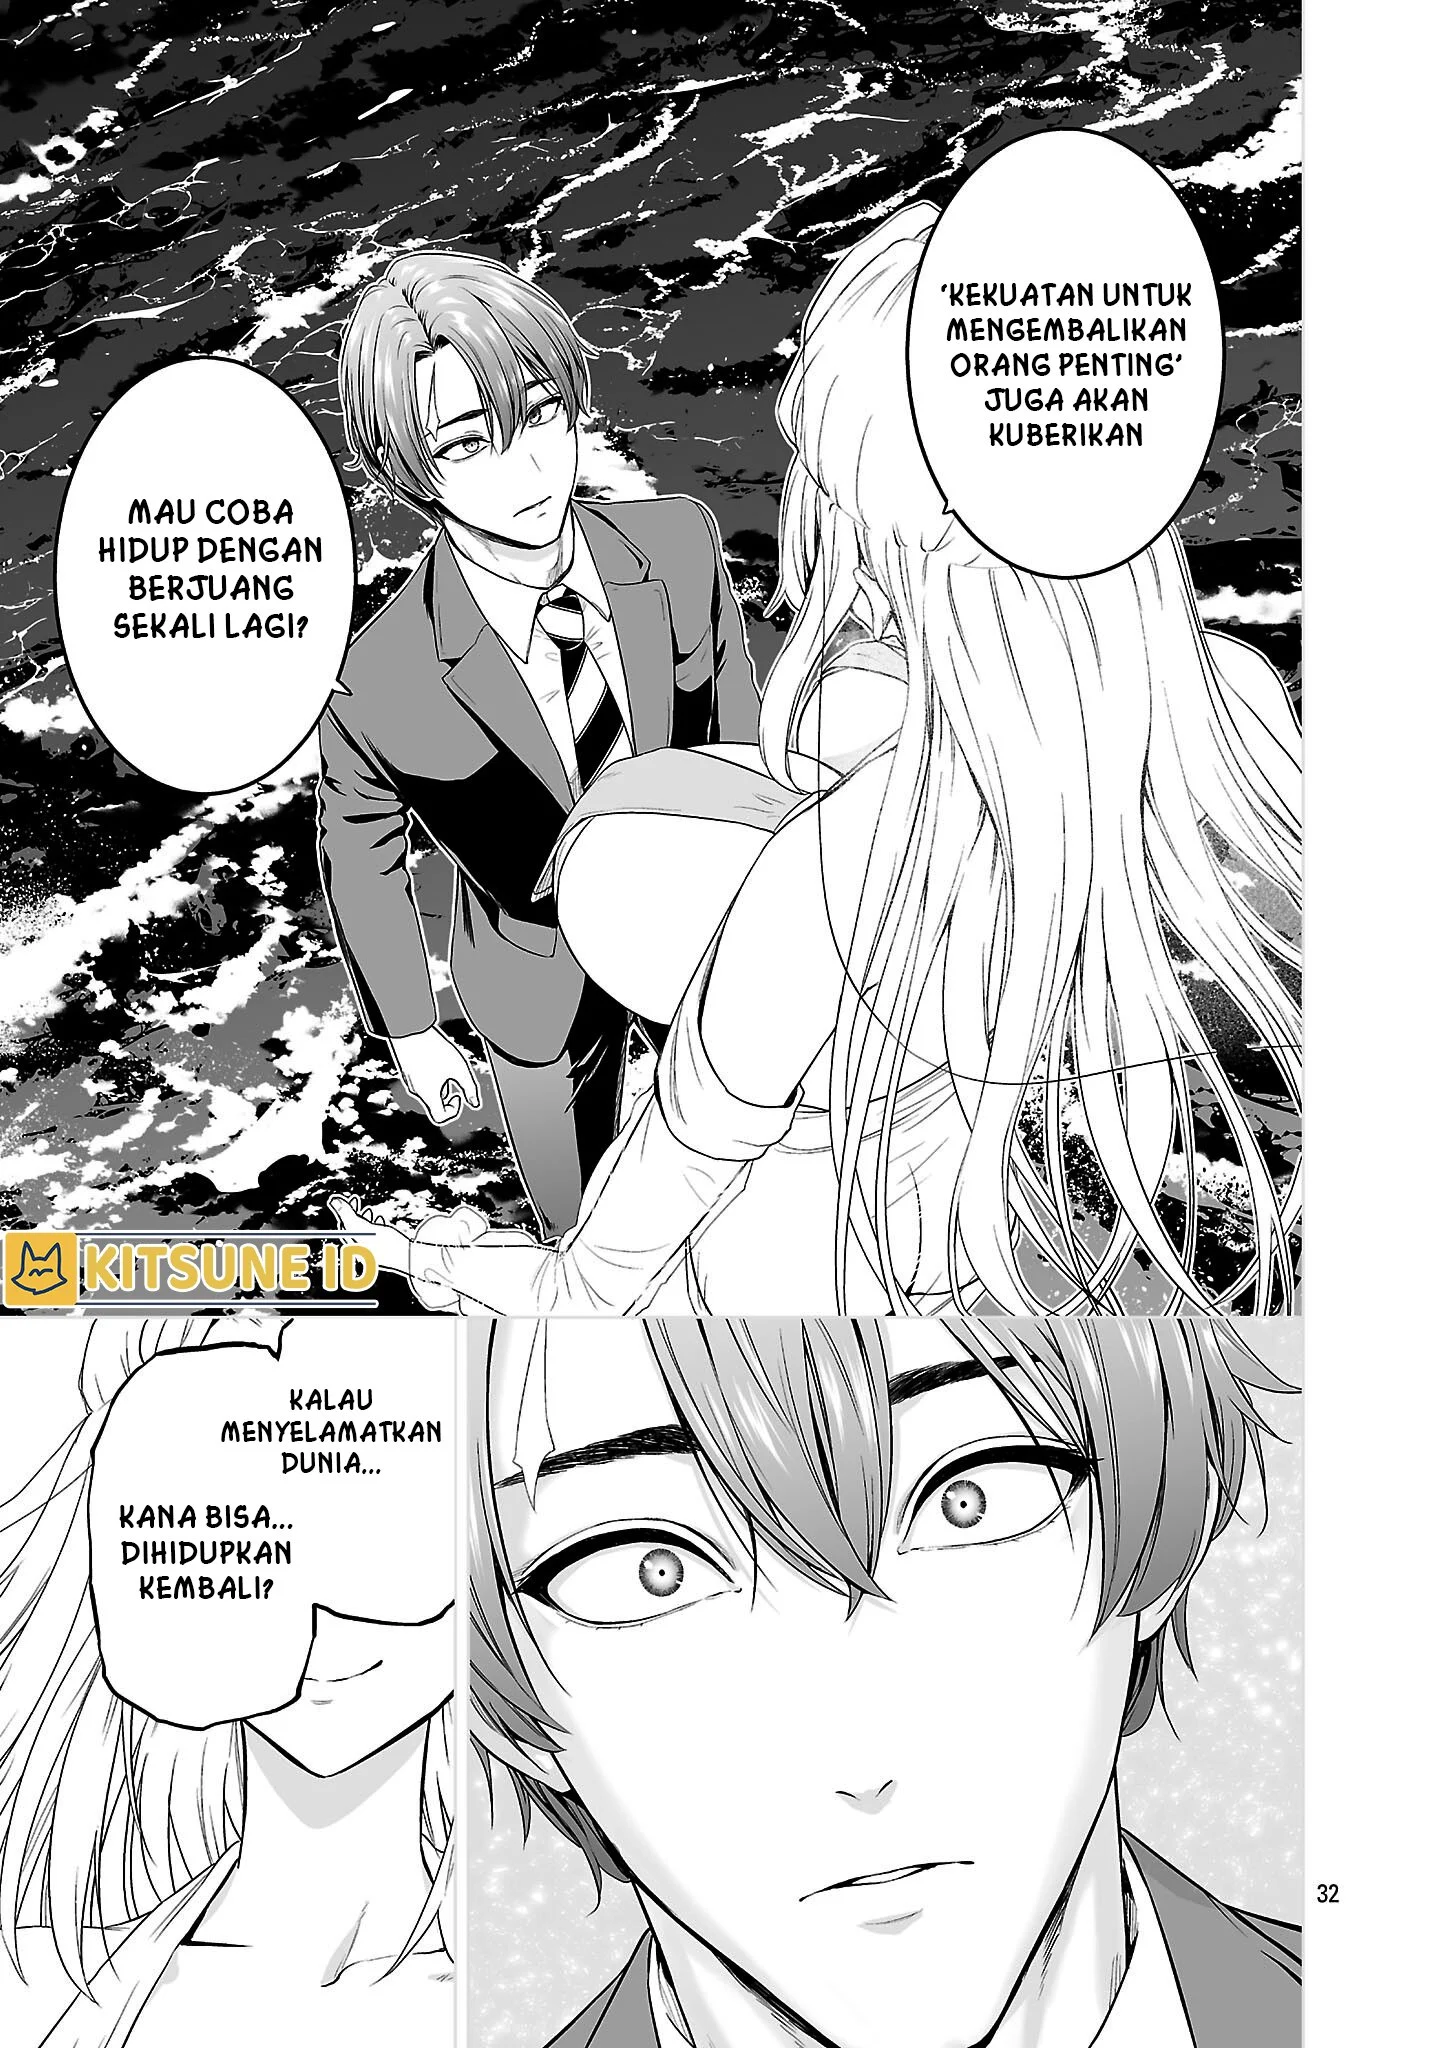 'KEKUATAN UNTUK
MENGEMBALIKAN
ORANG PENTING'
JUGA AKAN
KUBERIKAN
MAU COBA
HIDUP DENGAN
BERJUANG
SEKALI LAGI?
KITSUNE ID
KALAU
MENYELAMATKAN
DUNIA...
KANA BISA...
DIHIDUPKAN
KEMBALI?
32